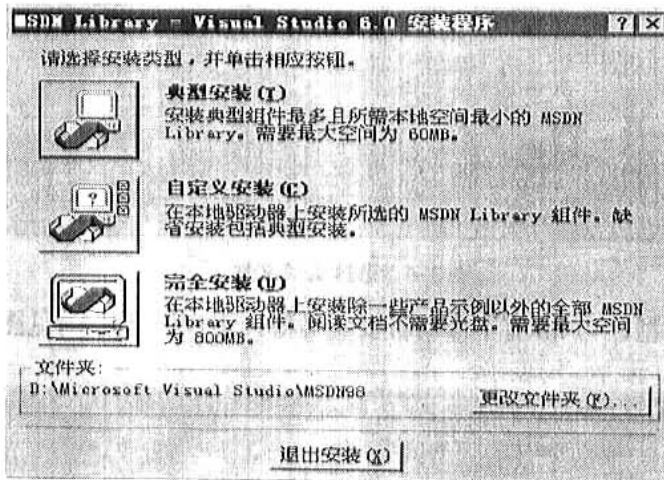 MSDN Library - Visual Studio 6.0 安装程序
请选择安装类型，并单击相应按钮。
典型安装(T)
安装典型组件最多且所需本地空间最小的 MSDN
Library。需要最大空间为 60MB。
自定义安装(C)
在本地驱动器上安装所选的 MSDN Library 组件。缺
省安装包括典型安装。
完全安装(U)
在本地驱动器上安装除一些产品示例以外的全部 MSDN
Library 组件。阅读文档不需要光盘。需要最大空间
为 800MB。
文件夹:
D:\Microsoft Visual Studio\MSDN98
更改文件夹(F)...
退出安装(X)